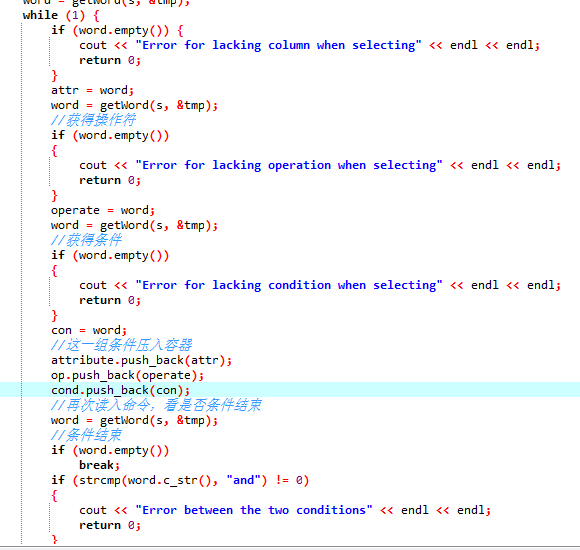 word = getWord(s, &tmp);
while (1) {
if (word.empty()) {
cout << "Error for lacking column when selecting" << endl << endl;
return 0;
}
attr = word;
word = getWord(s, &tmp);
//获得操作符
if (word.empty())
{
cout << "Error for lacking operation when selecting" << endl << endl;
return 0;
}
operate = word;
word = getWord(s, &tmp);
//获得条件
if (word.empty())
{
cout << "Error for lacking condition when selecting" << endl << endl;
return 0;
}
con = word;
//这一组条件压入容器
attribute.push_back(attr);
op.push_back(operate);
cond.push_back(con);
//再次读入命令，看是否条件结束
word = getWord(s, &tmp);
//条件结束
if (word.empty())
break;
if (strcmp(word.c_str(), "and") != 0)
{
cout << "Error between the two conditions" << endl << endl;
return 0;
}